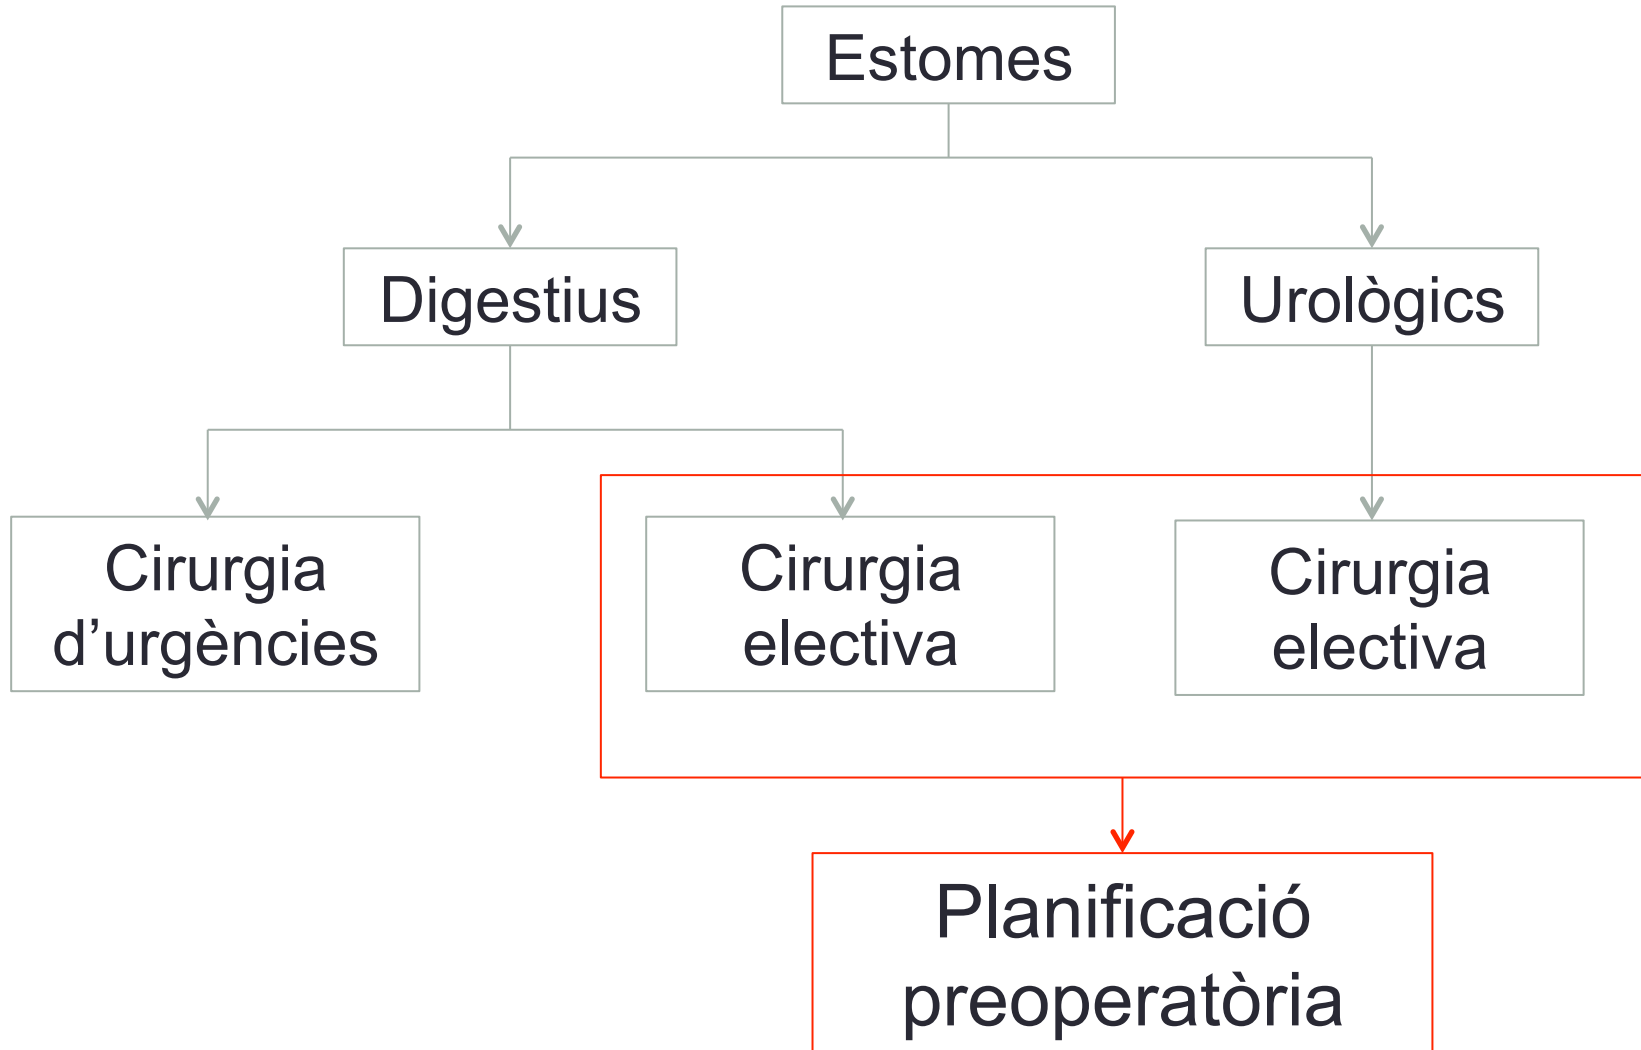 Estomes
Digestius
Urològics
Cirurgia
d’urgències
Cirurgia
electiva
Cirurgia
electiva
Planificació
preoperatòria